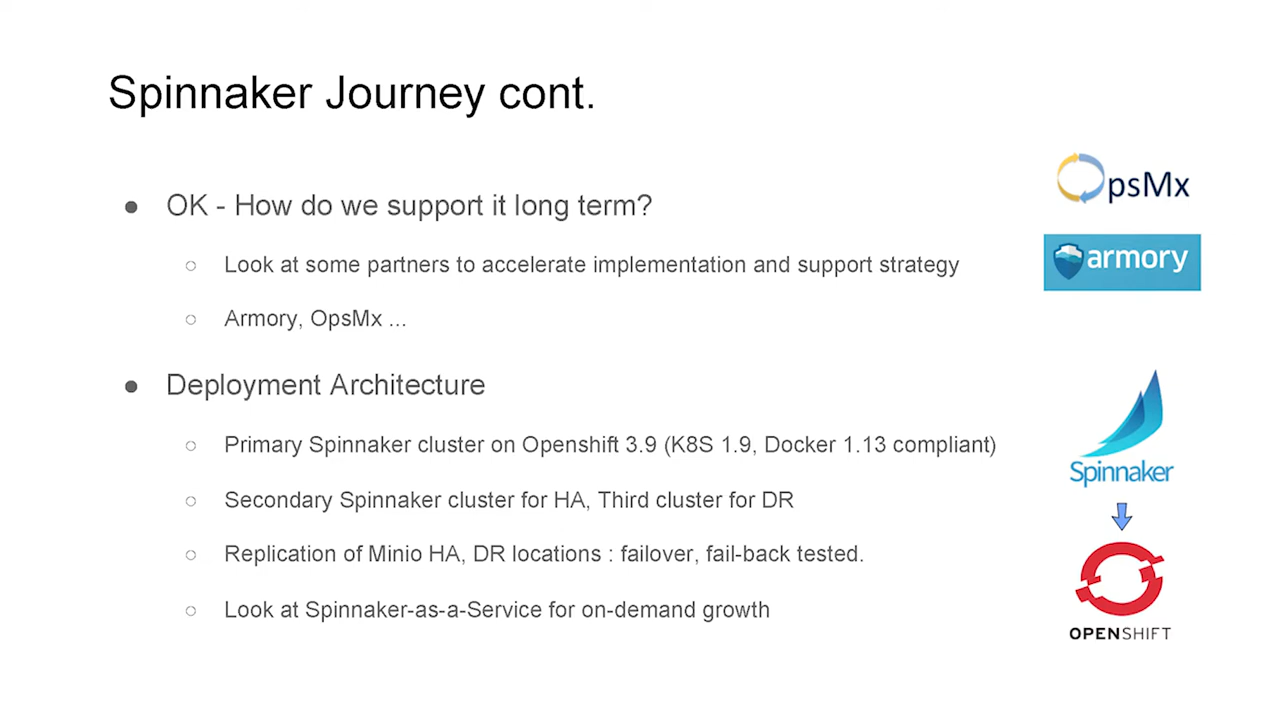 Spinnaker Journey cont.
● OK - How do we support it long term?
○ Look at some partners to accelerate implementation and support strategy
○ Armory, OpsMx ...
● Deployment Architecture
○ Primary Spinnaker cluster on Openshift 3.9 (K8S 1.9, Docker 1.13 compliant)
○ Secondary Spinnaker cluster for HA, Third cluster for DR
○ Replication of Minio HA, DR locations : failover, fail-back tested.
○ Look at Spinnaker-as-a-Service for on-demand growth
OpsMx
armory
Spinnaker
OPENSHIFT